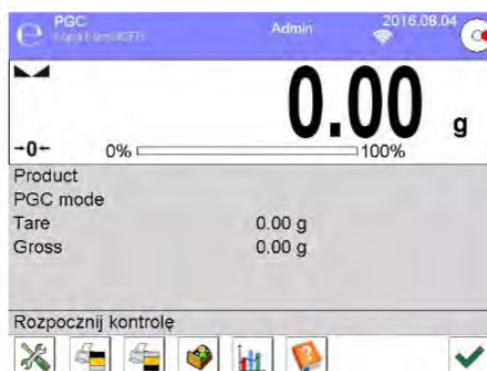 PGC
Admin
2016.08.04
0.00 g
→0←
0% 100%
Product
PGC mode
Tare 0.00 g
Gross 0.00 g
Rozpocznij kontrolę